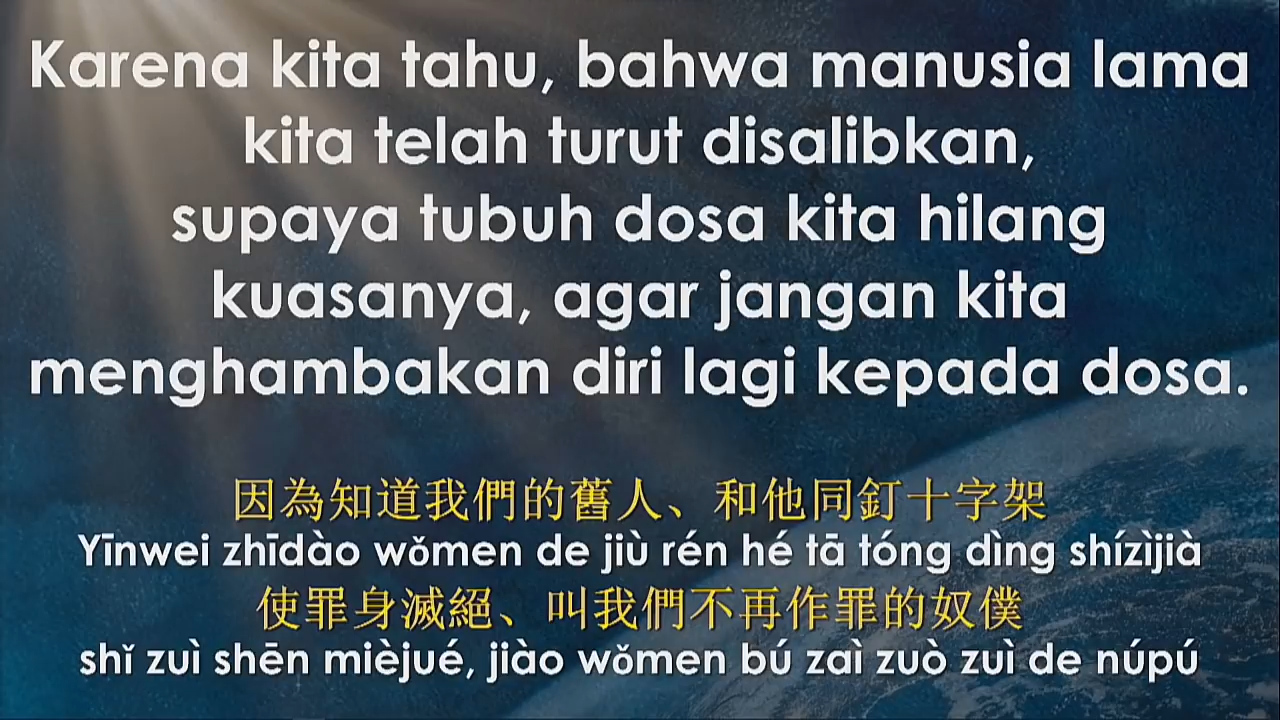 Karena kita tahu, bahwa manusia lama
kita telah turut disalibkan,
supaya tubuh dosa kita hilang
kuasanya, agar jangan kita
menghambakan diri lagi kepada dosa.
因為知道我們的舊人、和他同釘十字架
Yīnwei zhīdào wǒmen de jiù rén hé tā tóng dìng shízìjià
使罪身滅絕、叫我們不再作罪的奴僕
shǐ zuì shēn mièjué, jiào wǒmen bú zaì zuò zuì de núpú